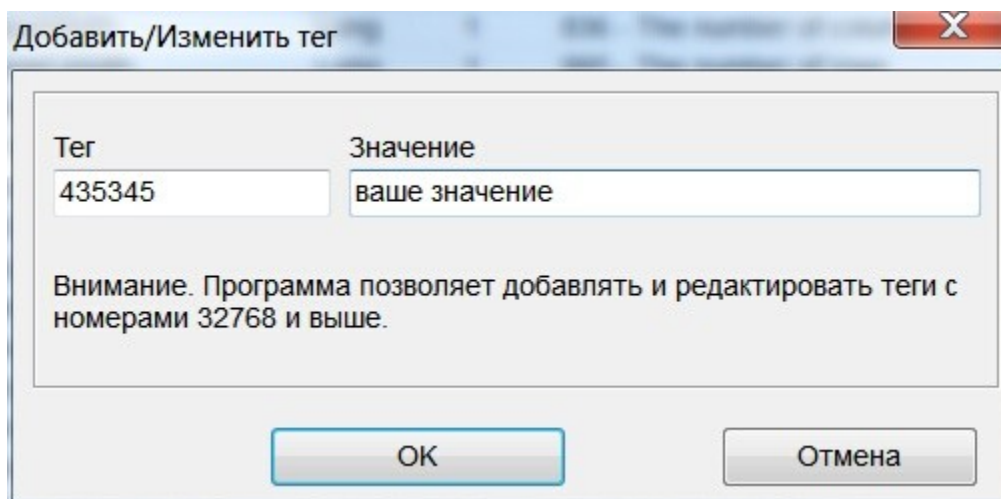 Добавить/Изменить тег
Тег Значение
435345 ваше значение
Внимание. Программа позволяет добавлять и редактировать теги с
номерами 32768 и выше.
OK Отмена